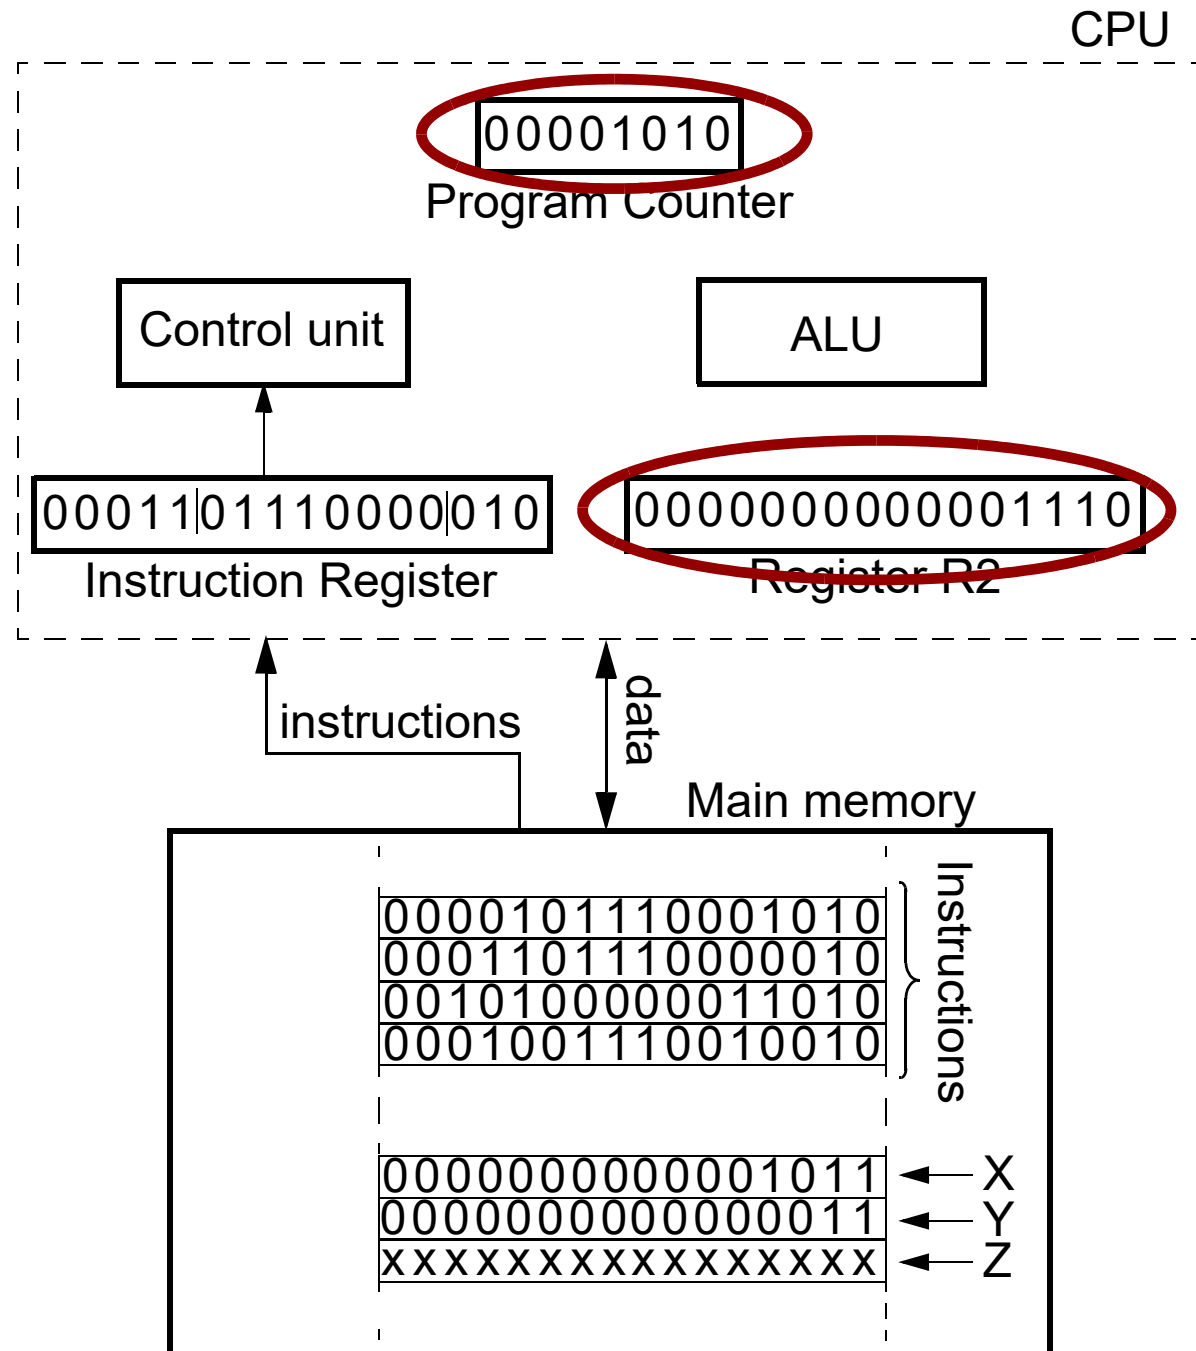 CPU
00001010
Program Counter
Control unit
ALU
00011|01110000|010
0000000000001110
Instruction Register
Register R2
instructions
data
Main memory
0000101110001010
0001101110000010
0010100000011010
0001001110010010
Instructions
0000000000001011 X
0000000000000011 Y
xxxxxxxxxxxxxxxx Z